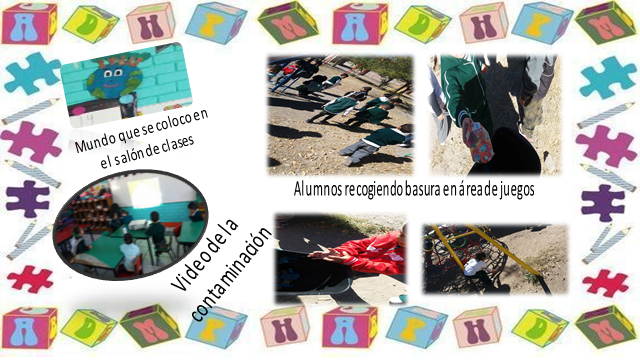 Mundo que se coloco en
el salón de clases
Alumnos recogiendo basura en área de juegos
Video de la
contaminación